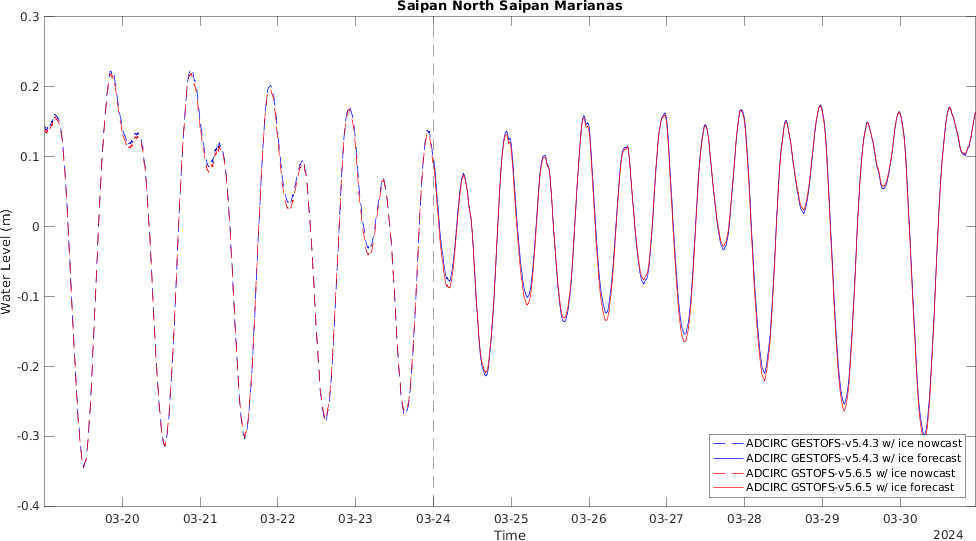 Saipan North Saipan Marianas
0.3
0.2
0.1
0
-0.1
-0.2
-0.3
-0.4
Water Level (m)
ADCIRC GESTOFS-v5.4.3 w/ ice nowcast
ADCIRC GESTOFS-v5.4.3 w/ ice forecast
ADCIRC GSTOFS-v5.6.5 w/ ice nowcast
ADCIRC GSTOFS-v5.6.5 w/ ice forecast
03-20 03-21 03-22 03-23 03-24 03-25 03-26 03-27 03-28 03-29 03-30
Time
2024